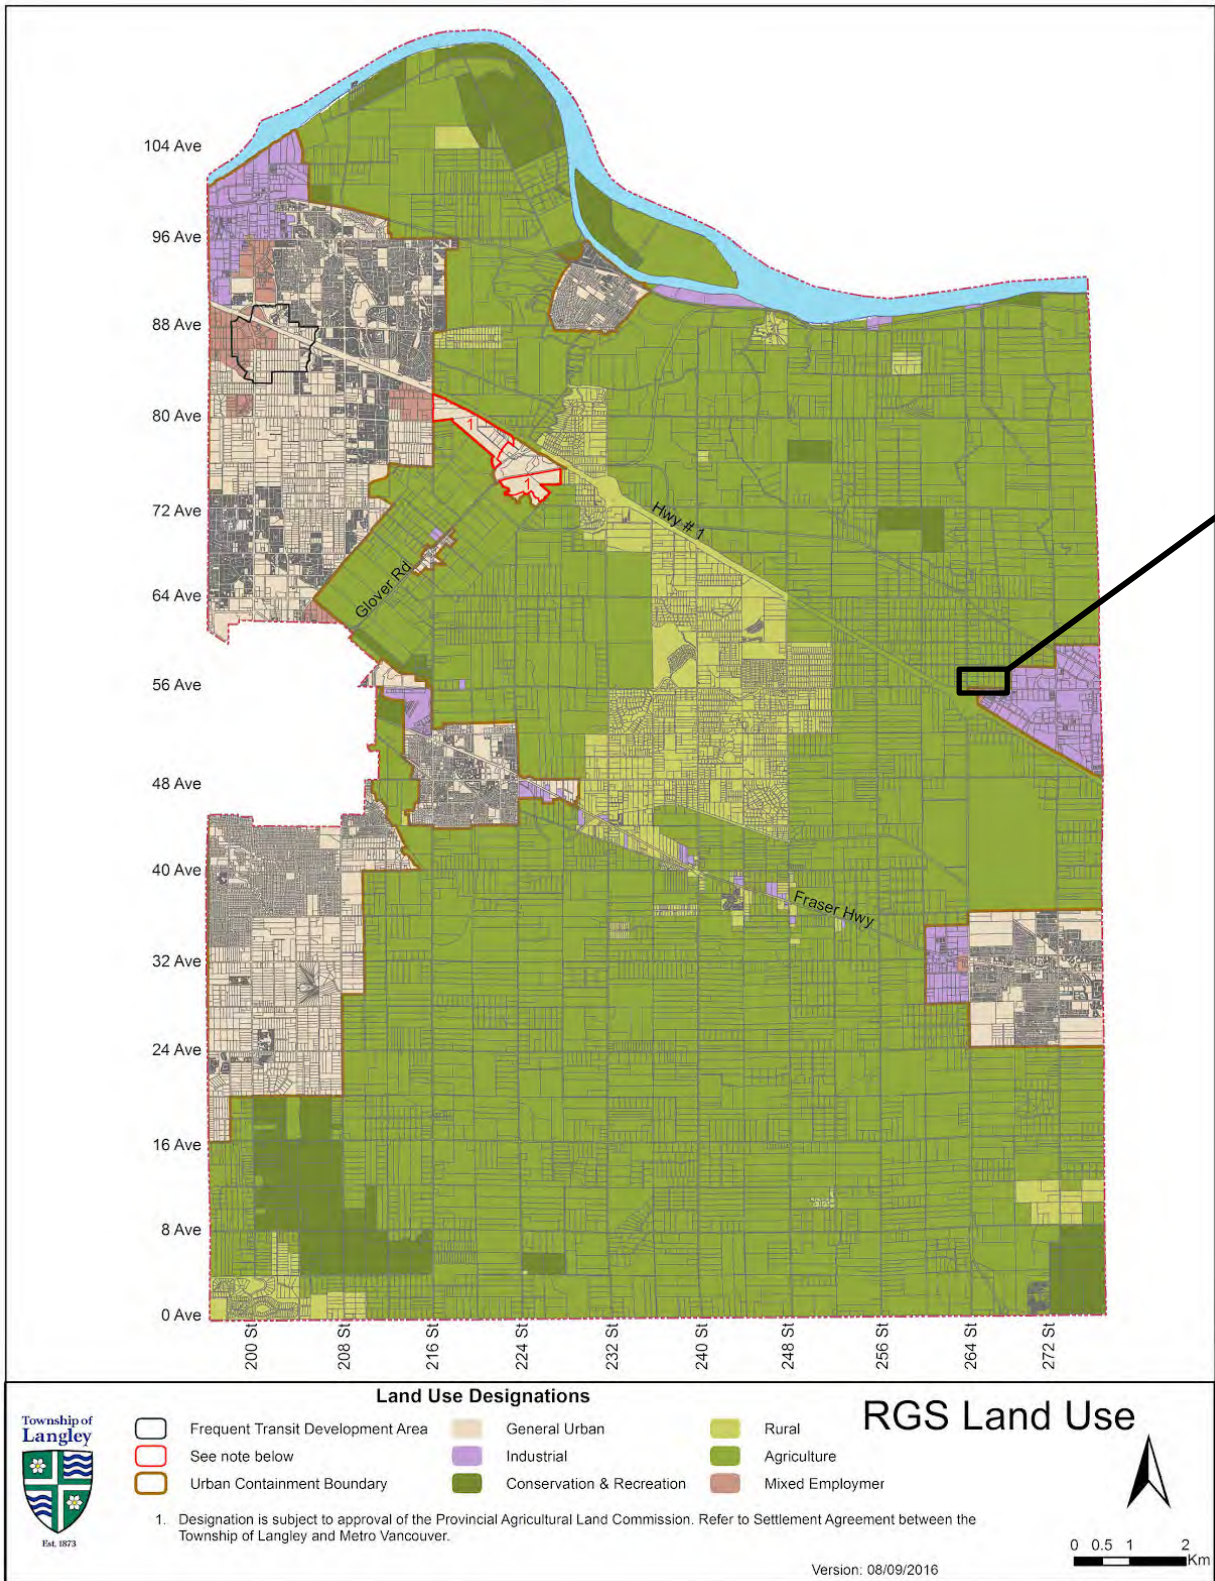 104 Ave
96 Ave
88 Ave
80 Ave
72 Ave
64 Ave
56 Ave
48 Ave
40 Ave
32 Ave
24 Ave
16 Ave
8 Ave
0 Ave
1
1
Hwy # 1
Glover Rd
Fraser Hwy
200 St
208 St
216 St
224 St
232 St
240 St
248 St
256 St
264 St
272 St
Land Use Designations
RGS Land Use
Township of
Langley
Est. 1873
Frequent Transit Development Area
General Urban
Rural
See note below
Industrial
Agriculture
Urban Containment Boundary
Conservation & Recreation
Mixed Employmer
1. Designation is subject to approval of the Provincial Agricultural Land Commission. Refer to Settlement Agreement between the
Township of Langley and Metro Vancouver.
0 0.5 1 2
Km
Version: 08/09/2016